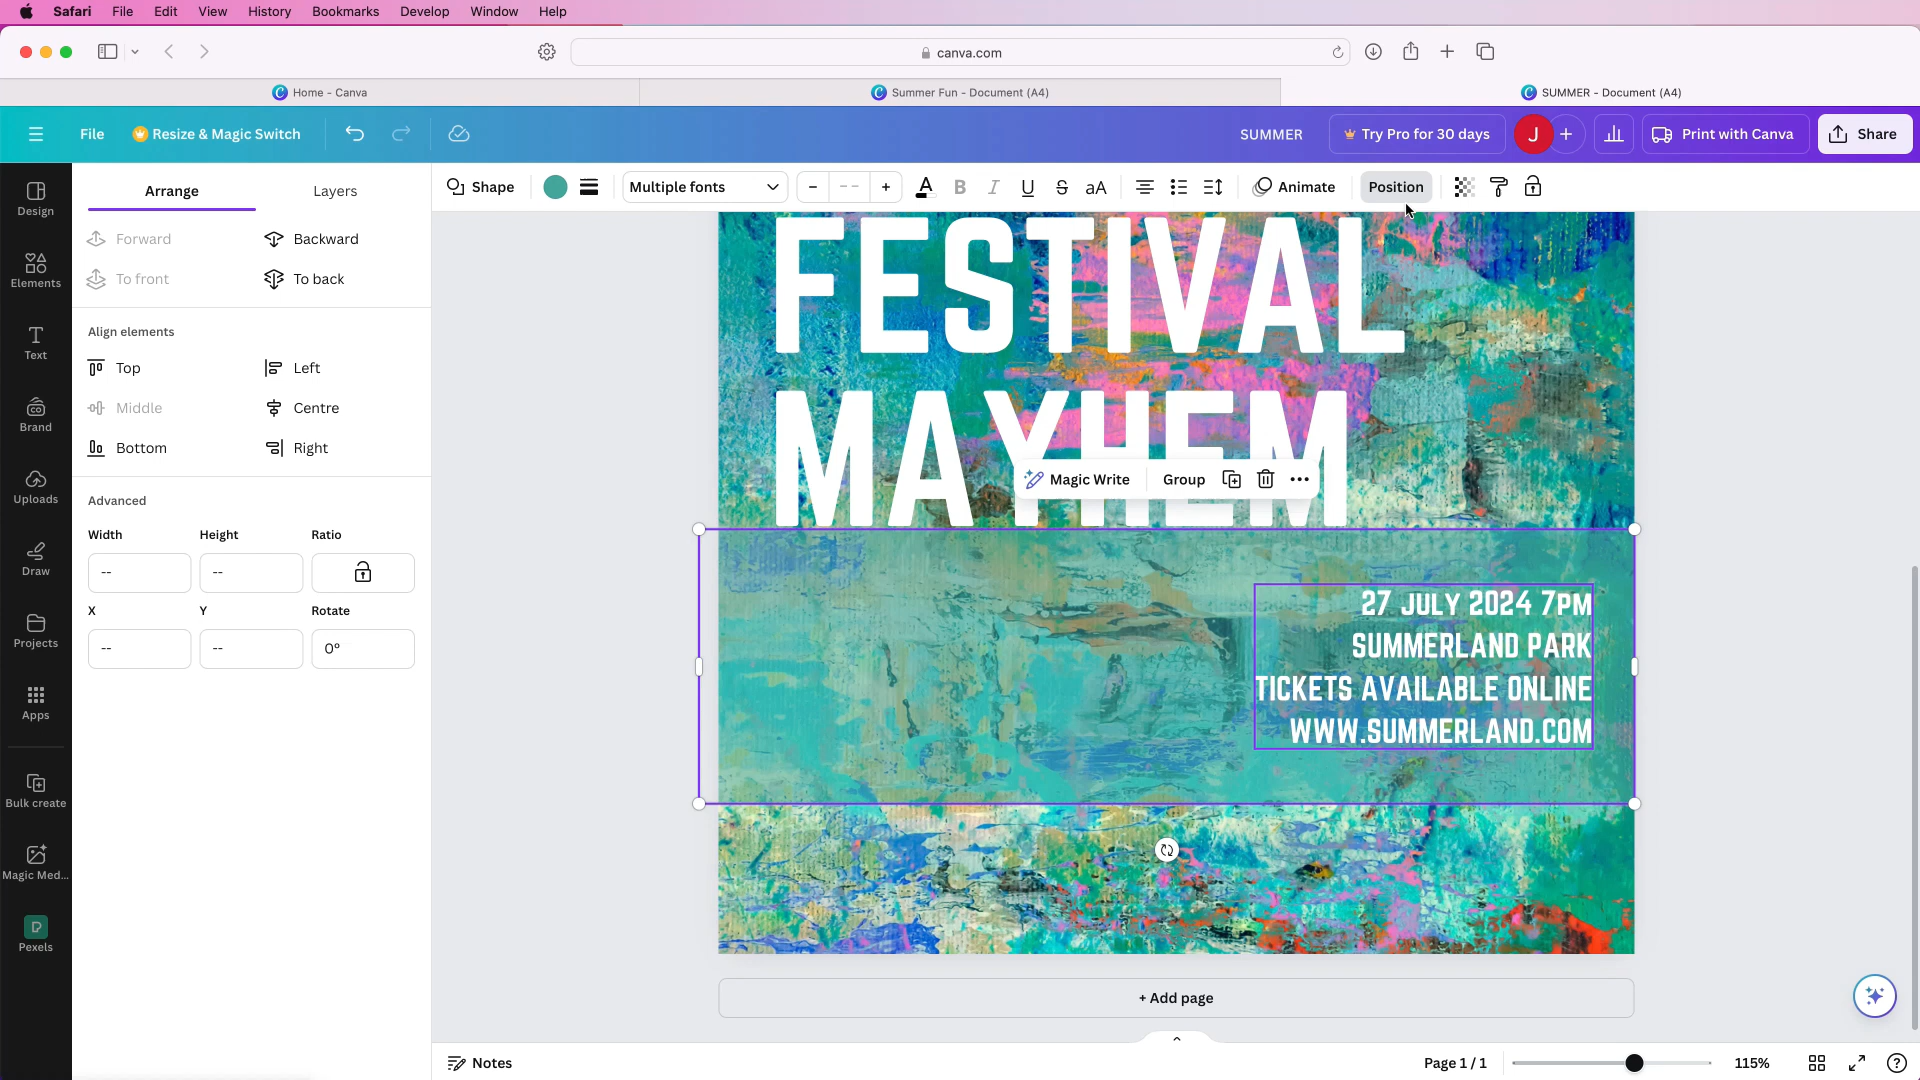 Safari File Edit View History Bookmarks Develop Window Help
canva.com
Home - Canva
Summer Fun - Document (A4)
SUMMER - Document (A4)
File Resize & Magic Switch
SUMMER Try Pro for 30 days J Print with Canva Share
Arrange Layers
Shape Multiple fonts -- aA Animate Position
Design
Elements
Text
Brand
Uploads
Draw
Projects
Apps
Bulk create
Magic Med...
Pexels
Forward Backward
To front To back
Align elements
Top Left
Middle Centre
Bottom Right
Advanced
Width Height Ratio
-- --
X Y Rotate
-- -- 0°
FESTIVAL
MAYHEM
Magic Write Group
27 JULY 2024 7PM
SUMMERLAND PARK
TICKETS AVAILABLE ONLINE
WWW.SUMMERLAND.COM
+ Add page
Notes
Page 1 / 1 115%